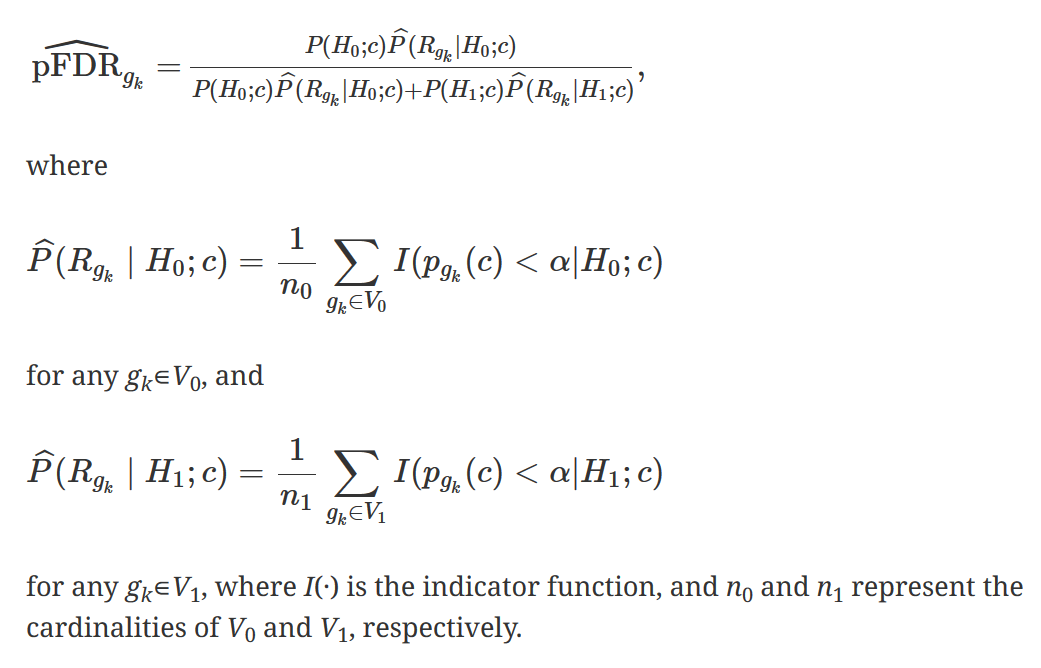 $\widehat{\mathrm{pFDR}}_{g_k} = \frac{P(H_0;c)\widehat{P}(R_{g_k}|H_0;c)}{P(H_0;c)\widehat{P}(R_{g_k}|H_0;c)+P(H_1;c)\widehat{P}(R_{g_k}|H_1;c)},$
where
$\widehat{P}(R_{g_k} \mid H_0; c) = \frac{1}{n_0} \sum_{g_k \in V_0} I(p_{g_k}(c) < \alpha | H_0; c)$
for any $g_k \in V_0$, and
$\widehat{P}(R_{g_k} \mid H_1; c) = \frac{1}{n_1} \sum_{g_k \in V_1} I(p_{g_k}(c) < \alpha | H_1; c)$
for any $g_k \in V_1$, where $I(\cdot)$ is the indicator function, and $n_0$ and $n_1$ represent the
cardinalities of $V_0$ and $V_1$, respectively.